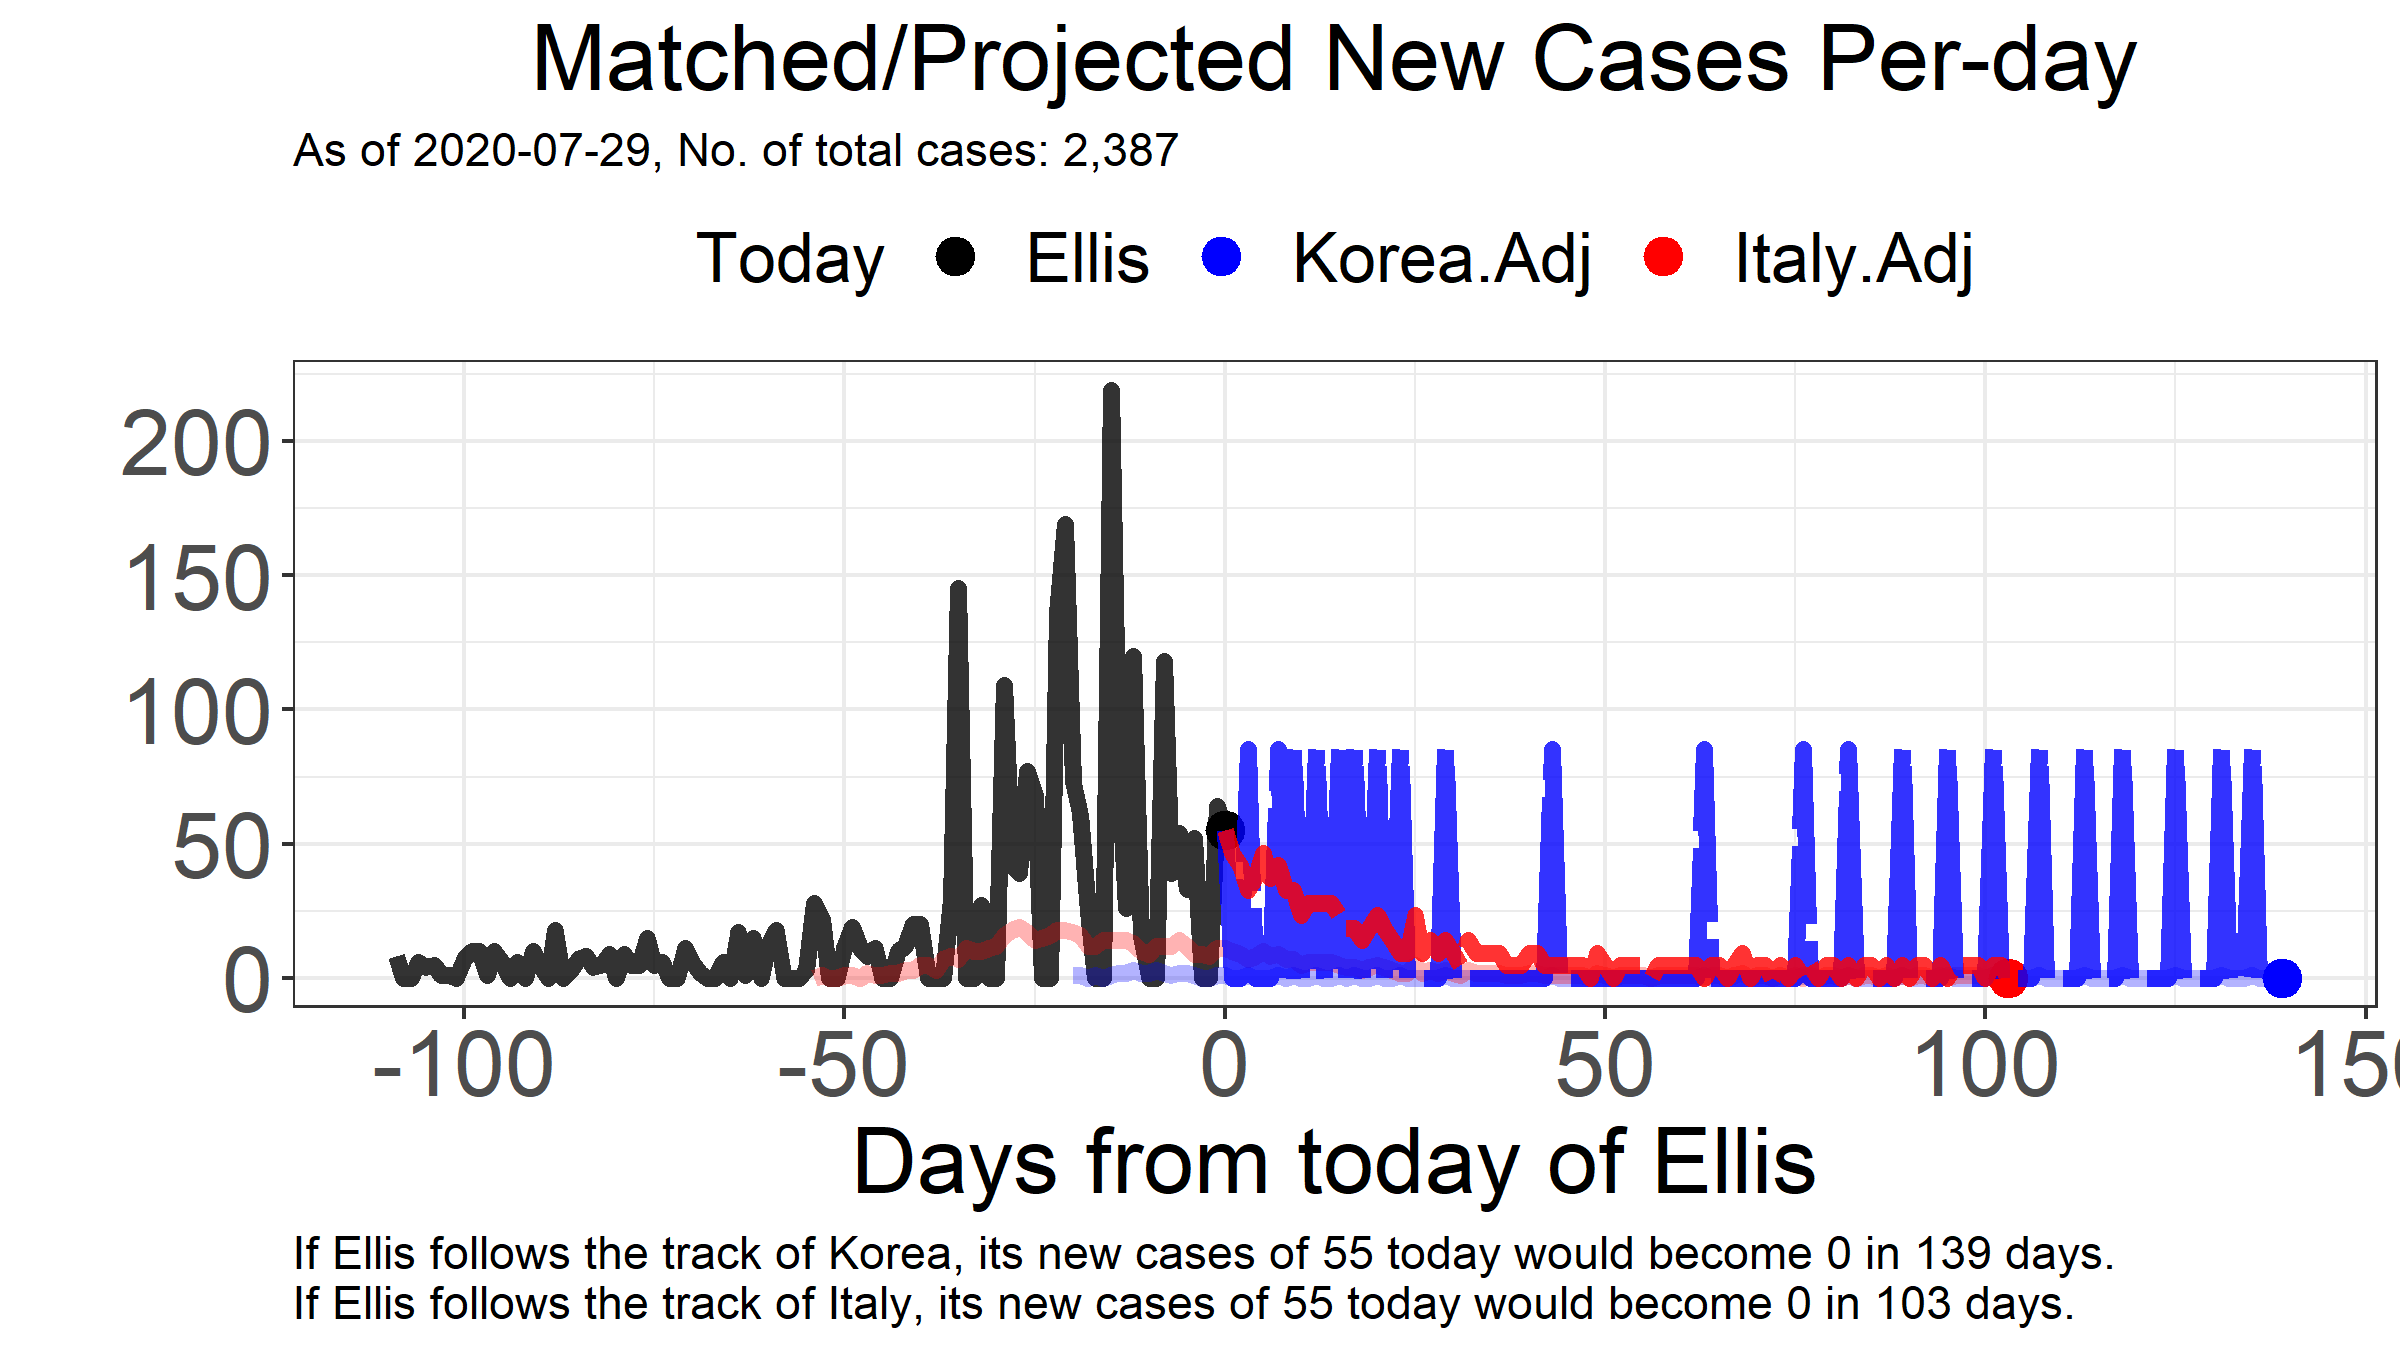 Matched/Projected New Cases Per-day
As of 2020-07-29, No. of total cases: 2,387
Today Ellis Korea.Adj Italy.Adj
200
150
100
50
0
-100 -50 0 50 100 150
Days from today of Ellis
If Ellis follows the track of Korea, its new cases of 55 today would become 0 in 139 days.
If Ellis follows the track of Italy, its new cases of 55 today would become 0 in 103 days.